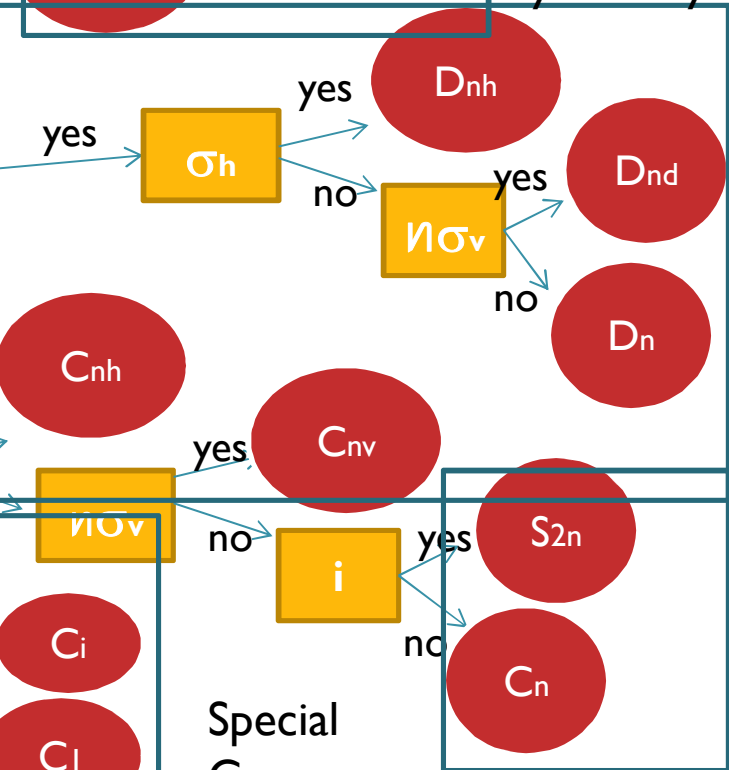 yes
σh
yes
Dnh
no
yes
Dnd
nσv
no
Dn
Cnh
yes
Cnv
nσv
no
i
yes
S2n
no
Cn
Ci
C1
Special